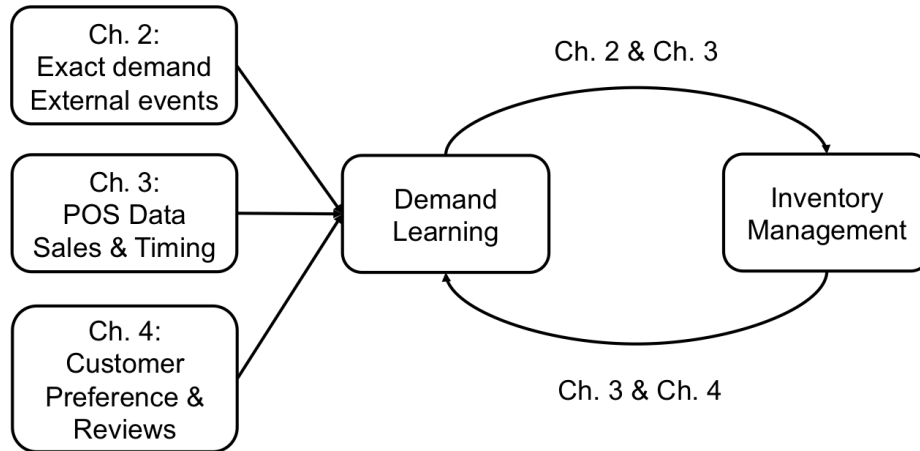 Ch. 2:
Exact demand
External events
Ch. 3:
POS Data
Sales & Timing
Ch. 4:
Customer
Preference &
Reviews
Demand
Learning
Ch. 2 & Ch. 3
Inventory
Management
Ch. 3 & Ch. 4